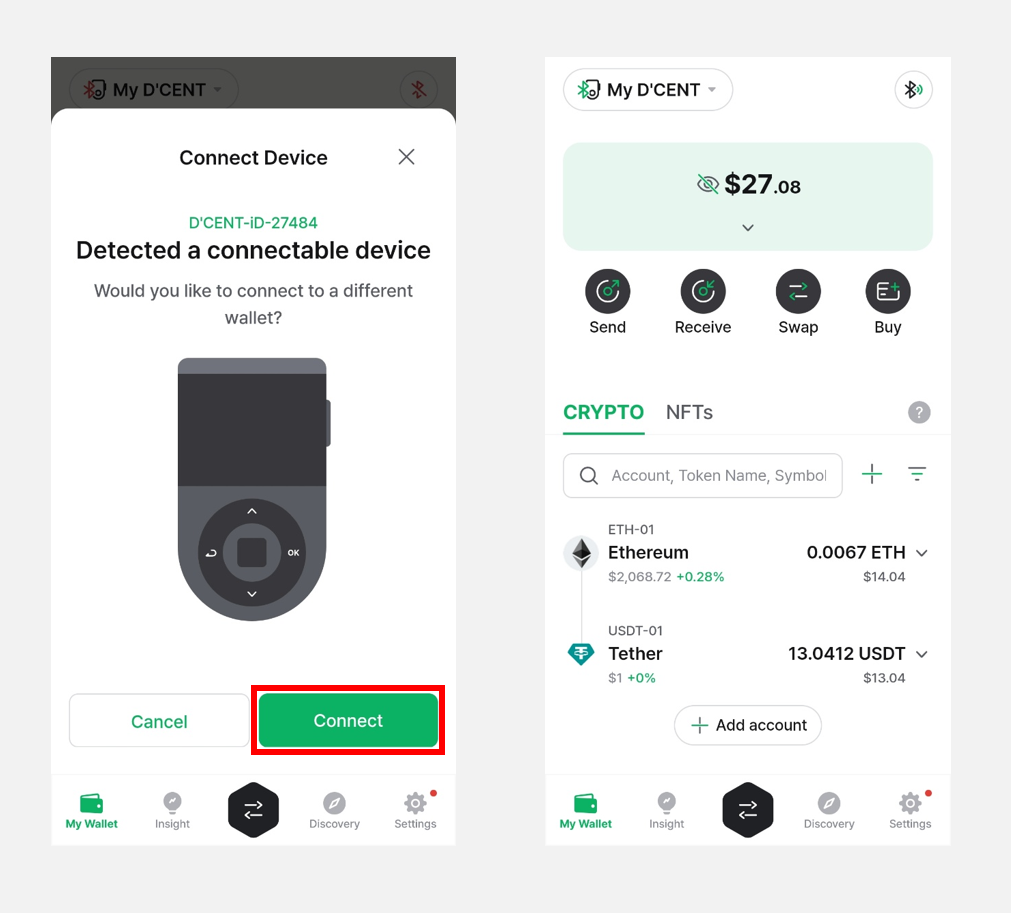 My D'CENT
Connect Device
D'CENT-iD-27484
Detected a connectable device
Would you like to connect to a different
wallet?
OK
Cancel
Connect
My Wallet
Insight
Discovery
Settings
My D'CENT
$27.08
Send
Receive
Swap
Buy
CRYPTO
NFTs
?
Account, Token Name, Symbol
ETH-01
Ethereum
0.0067 ETH
$2,068.72 +0.28%
$14.04
USDT-01
Tether
13.0412 USDT
$1 +0%
$13.04
Add account
My Wallet
Insight
Discovery
Settings